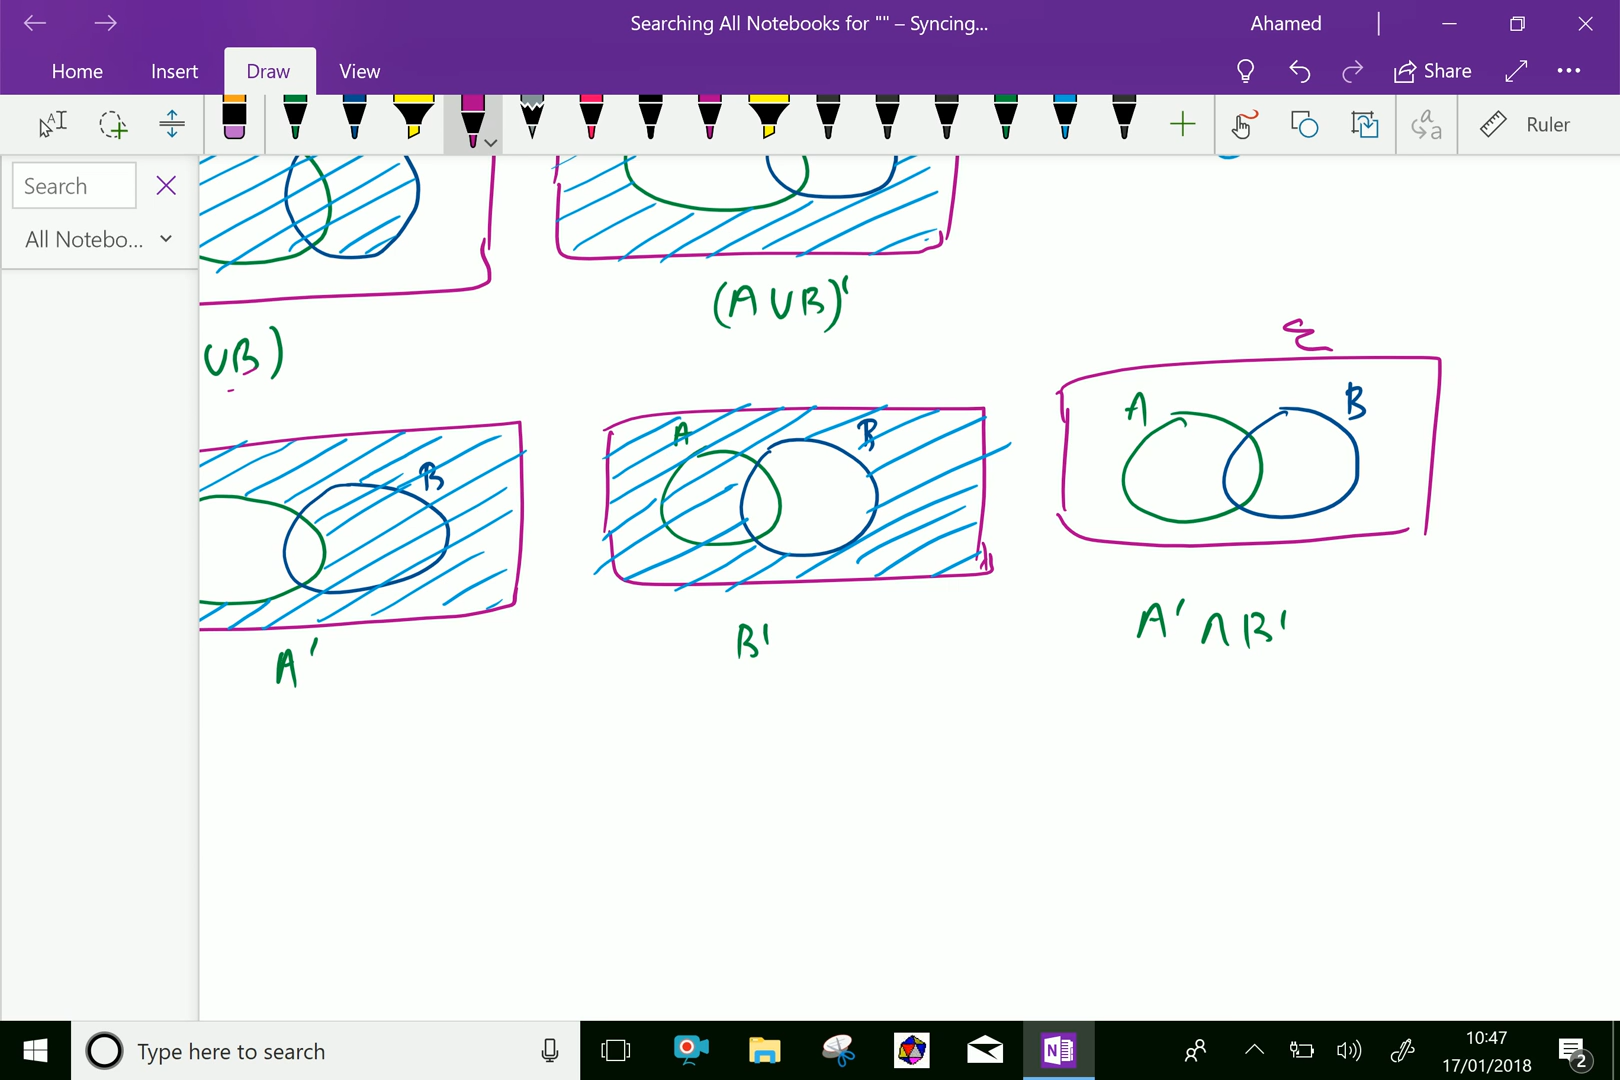 Searching All Notebooks for "" – Syncing...
Ahamed
Home Insert Draw View
Share
Ruler
Search
All Notebo...
(A ∪ B)'
∪B)
ξ
A B
A B
B
A'
B'
A' ∩ B'
Type here to search
10:47
17/01/2018
2